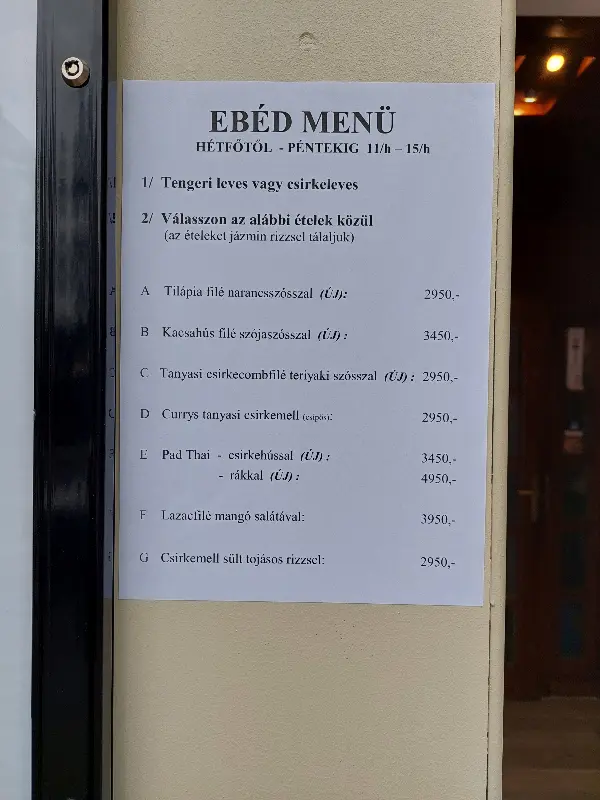 EBÉD MENÜ
HÉTFŐTŐL - PÉNTEKIG 11/h – 15/h
1/ Tengeri leves vagy csirkeleves
2/ Válasszon az alábbi ételek közül
(az ételeket jázmin rizzsel tálaljuk)
A Tilápia filé narancsszósszal (ÚJ): 2950,-
B Kacsahús filé szójaszósszal (ÚJ) : 3450,-
C Tanyasi csirkecombfilé teriyaki szósszal (ÚJ) : 2950,-
D Currys tanyasi csirkemell (csípős): 2950,-
E Pad Thai - csirkehússal (ÚJ) : 3450,-
- rákkal (ÚJ) : 4950,-
F Lazacfilé mangó salátával: 3950,-
G Csirkemell sült tojásos rizzsel: 2950,-